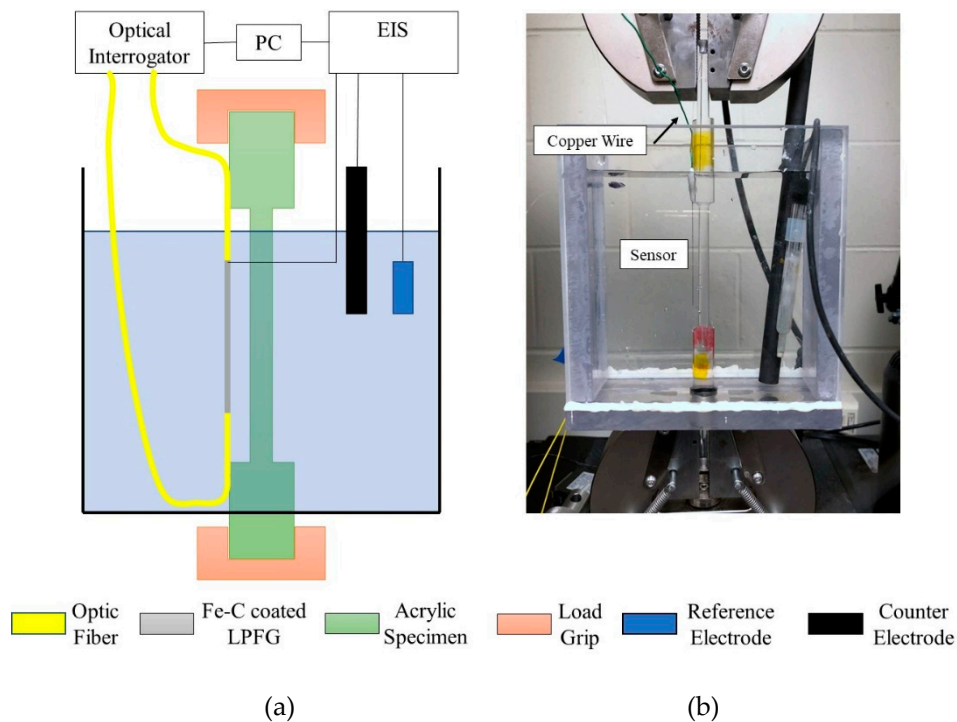 Optical
Interrogator
PC
EIS
Copper Wire
Sensor
Optic
Fiber
Fe-C coated
LPFG
Acrylic
Specimen
Load
Grip
Reference
Electrode
Counter
Electrode
(a)
(b)